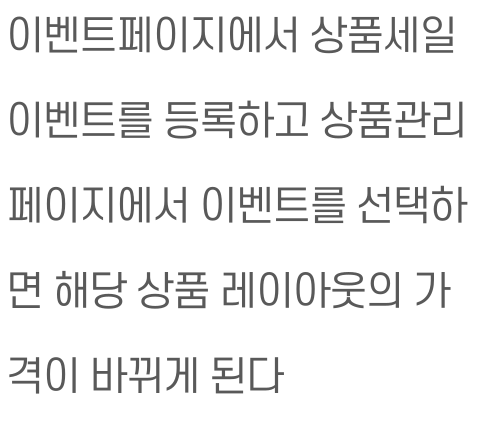 이벤트페이지에서 상품세일
이벤트를 등록하고 상품관리
페이지에서 이벤트를 선택하
면 해당 상품 레이아웃의 가
격이 바뀌게 된다